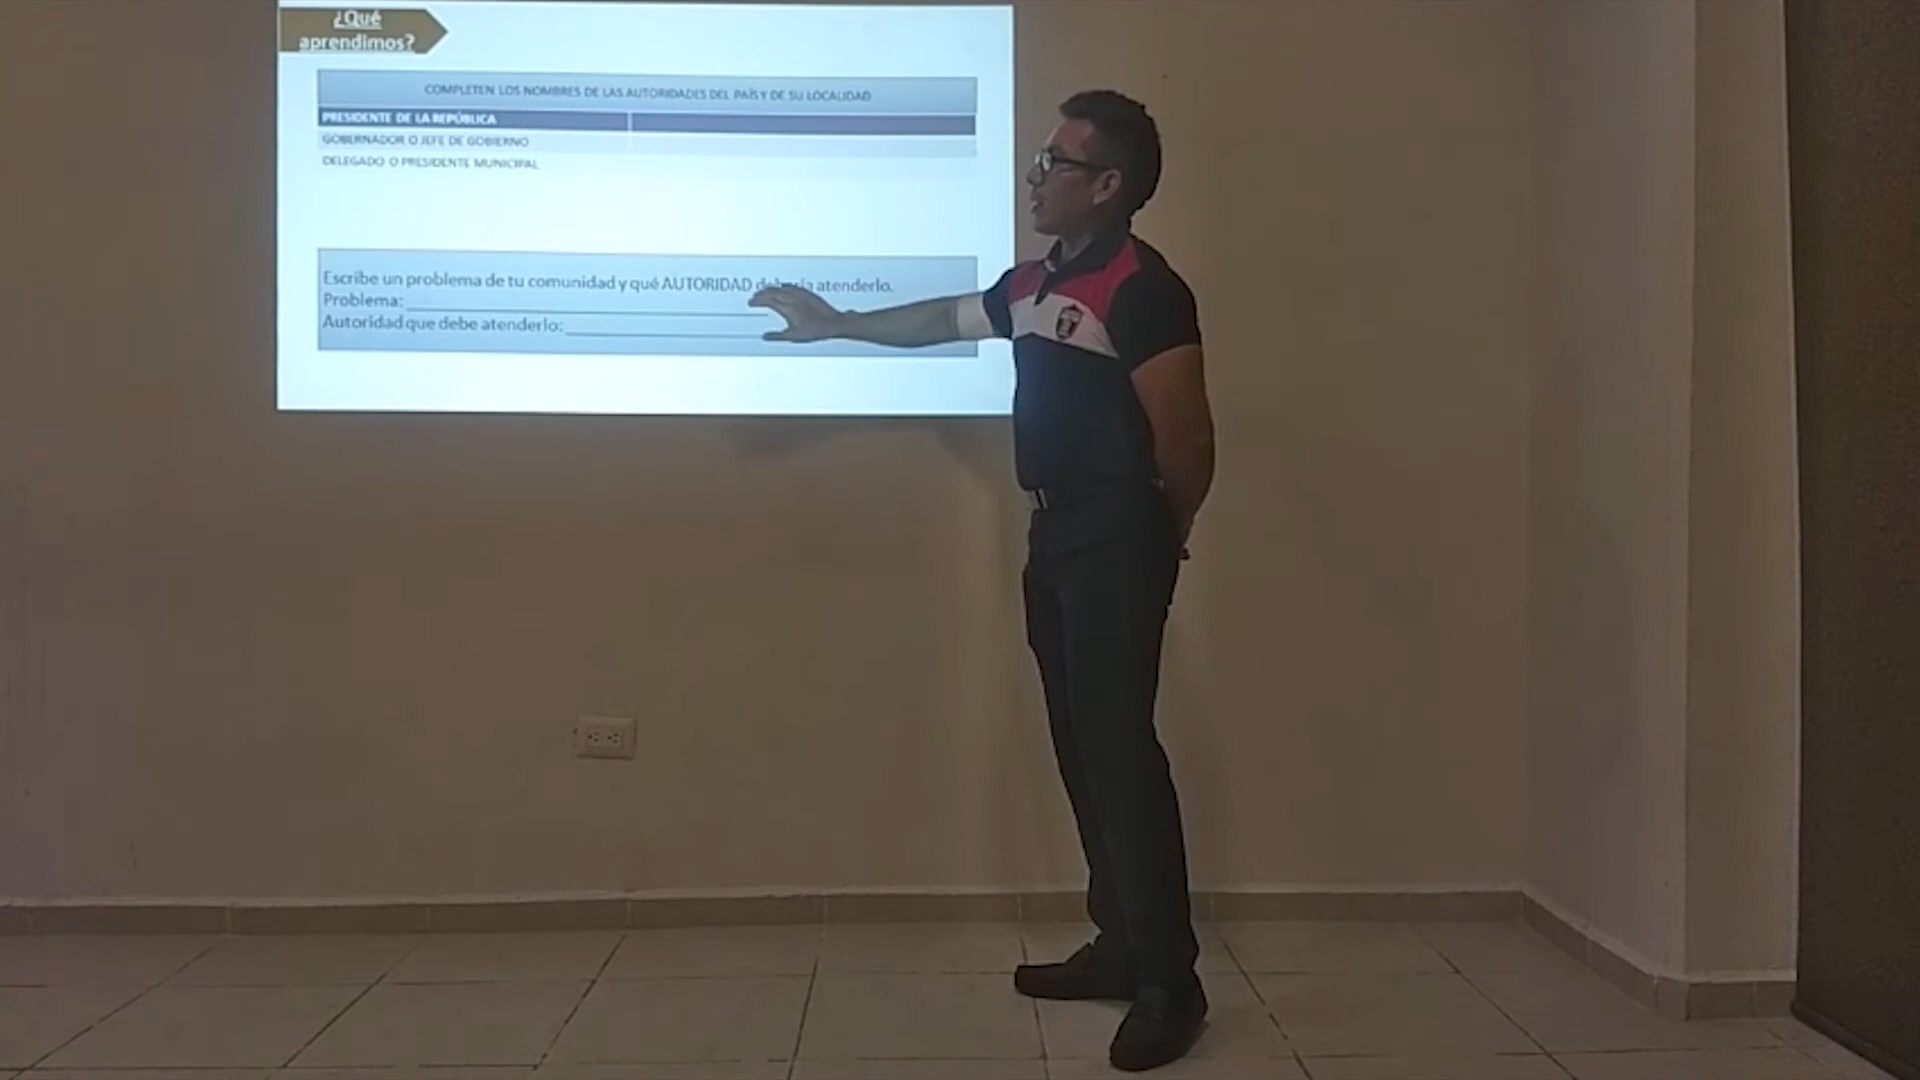 ¿Qué
aprendimos?
COMPLETEN LOS NOMBRES DE LAS AUTORIDADES DEL PAÍS Y DE SU LOCALIDAD
PRESIDENTE DE LA REPÚBLICA
GOBERNADOR O JEFE DE GOBIERNO
DELEGADO O PRESIDENTE MUNICIPAL
Escribe un problema de tu comunidad y qué AUTORIDAD debería atenderlo.
Problema:
Autoridad que debe atenderlo: